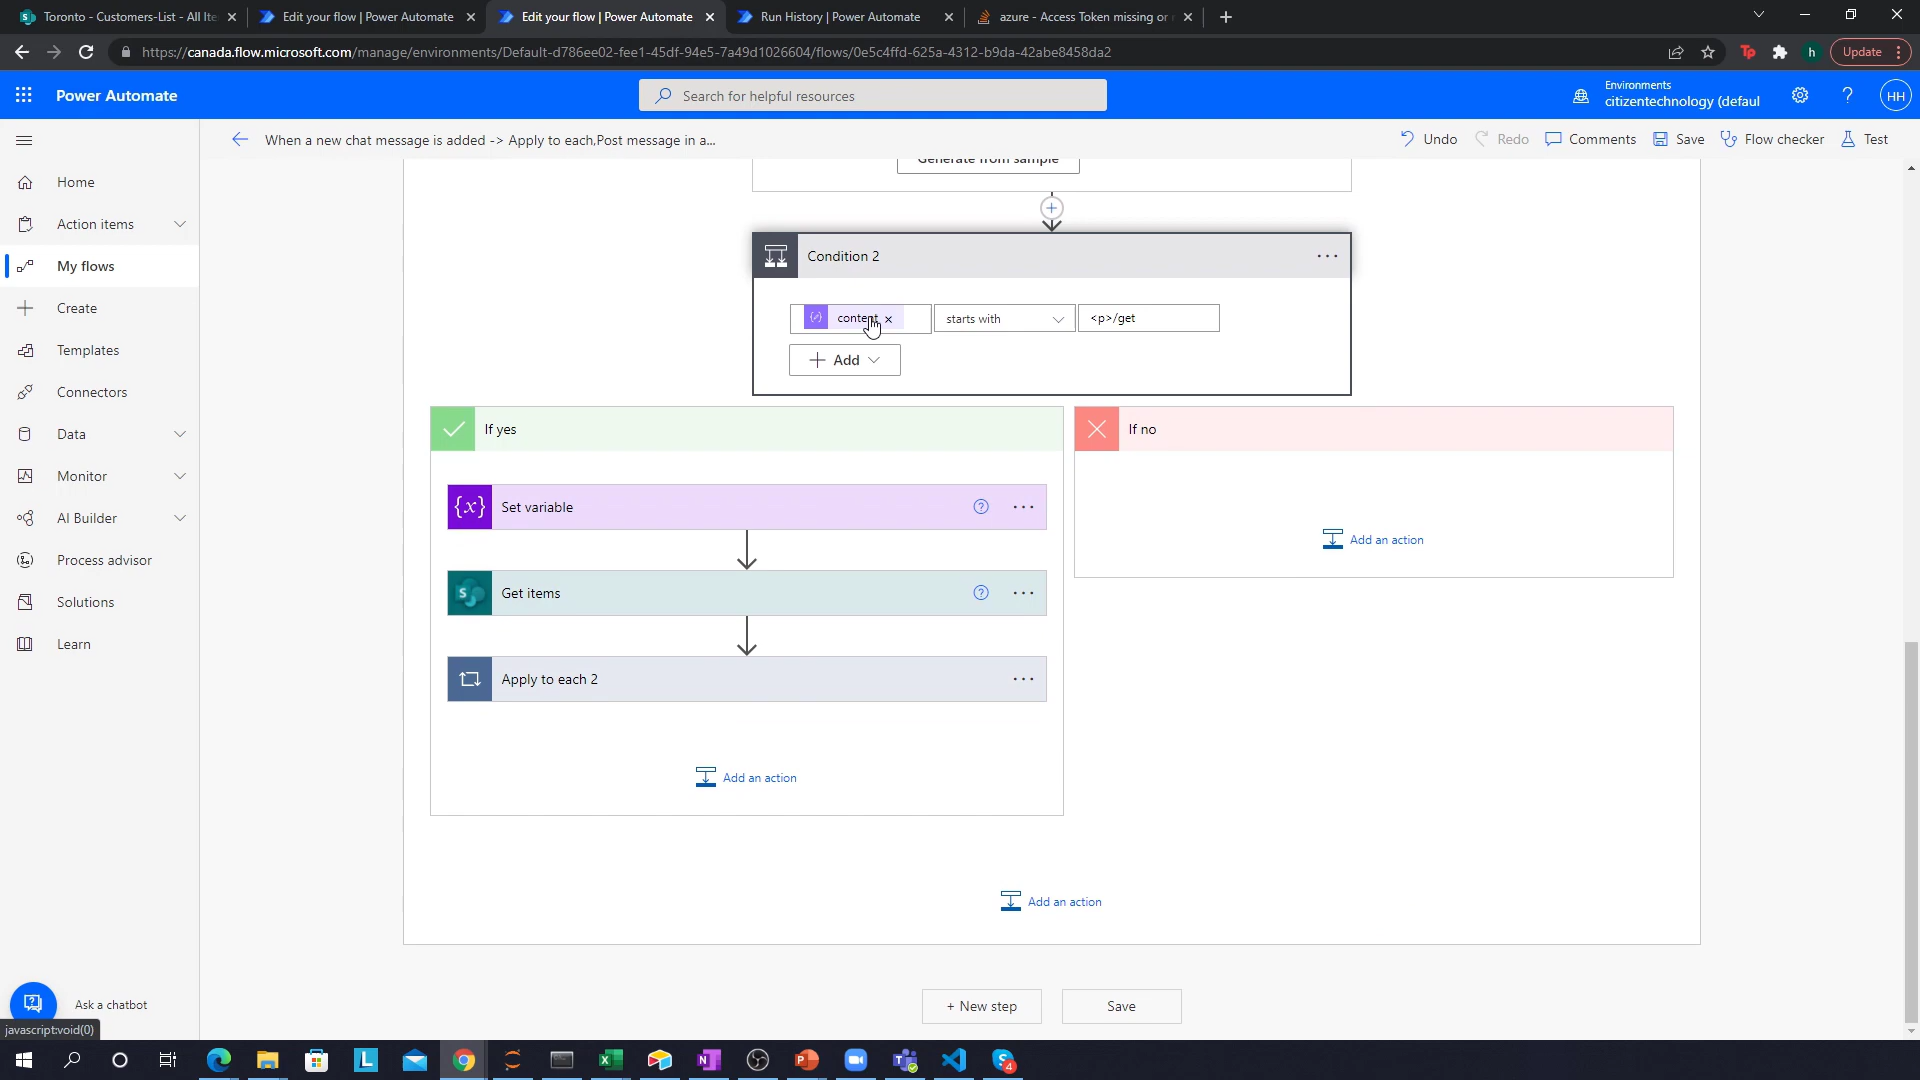 Toronto - Customers-List - All Ite
Edit your flow | Power Automate
Edit your flow | Power Automate
Run History | Power Automate
azure - Access Token missing or
https://canada.flow.microsoft.com/manage/environments/Default-d786ee02-fee1-45df-94e5-7a49d1026604/flows/0e5c4ffd-625a-4312-b9da-42abe8458da2
Tp
h
Update
Power Automate
Search for helpful resources
Environments
citizentechnology (defaul
?
HH
When a new chat message is added -> Apply to each,Post message in a...
Undo
Redo
Comments
Save
Flow checker
Test
Home
Action items
My flows
Create
Templates
Connectors
Data
Monitor
AI Builder
Process advisor
Solutions
Learn
Ask a chatbot
javascript:void(0)
Generate from sample
Condition 2
content
starts with
<p>/get
Add
If yes
Set variable
Get items
Apply to each 2
Add an action
If no
Add an action
Add an action
+ New step
Save